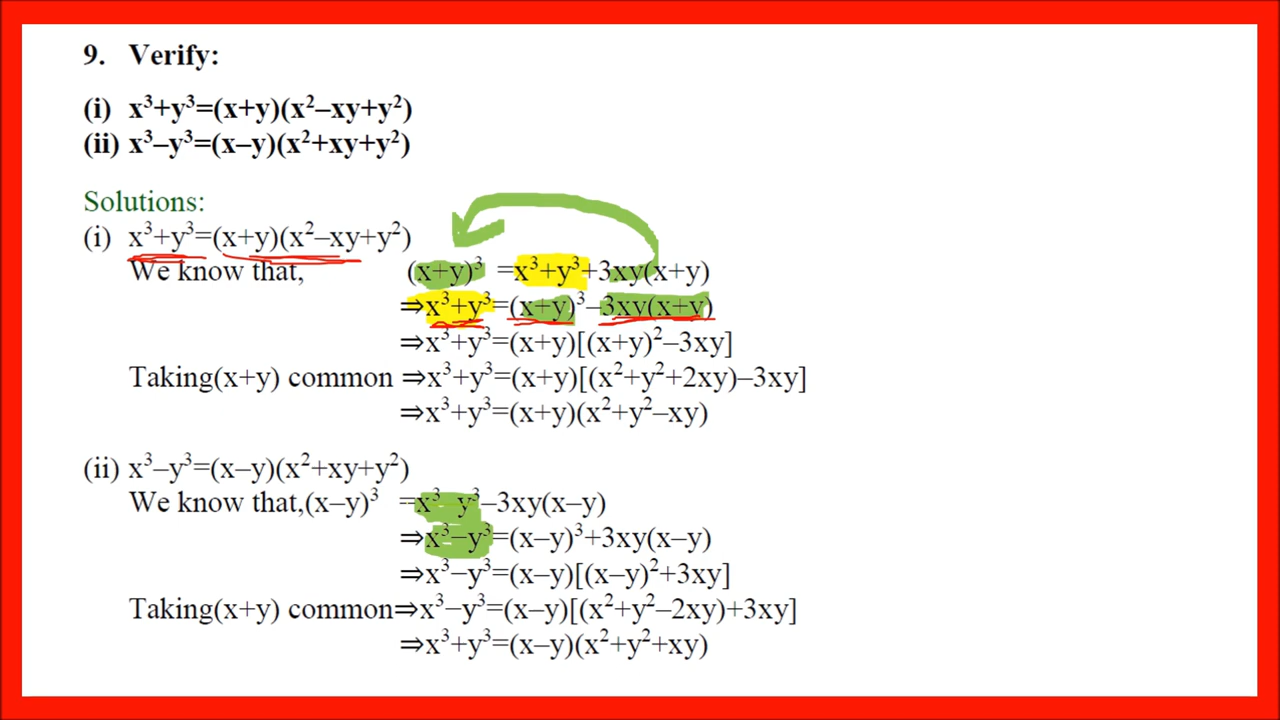 9. Verify:
(i) x³+y³=(x+y)(x²–xy+y²)
(ii) x³–y³=(x–y)(x²+xy+y²)
Solutions:
(i) x³+y³=(x+y)(x²–xy+y²)
We know that, (x+y)³ =x³+y³+3xy(x+y)
⇒x³+y³=(x+y)³–3xy(x+y)
⇒x³+y³=(x+y)[(x+y)²–3xy]
Taking(x+y) common ⇒x³+y³=(x+y)[(x²+y²+2xy)–3xy]
⇒x³+y³=(x+y)(x²+y²–xy)
(ii) x³–y³=(x–y)(x²+xy+y²)
We know that,(x–y)³ =x³–y³–3xy(x–y)
⇒x³–y³=(x–y)³+3xy(x–y)
⇒x³–y³=(x–y)[(x–y)²+3xy]
Taking(x+y) common⇒x³–y³=(x–y)[(x²+y²–2xy)+3xy]
⇒x³+y³=(x–y)(x²+y²+xy)